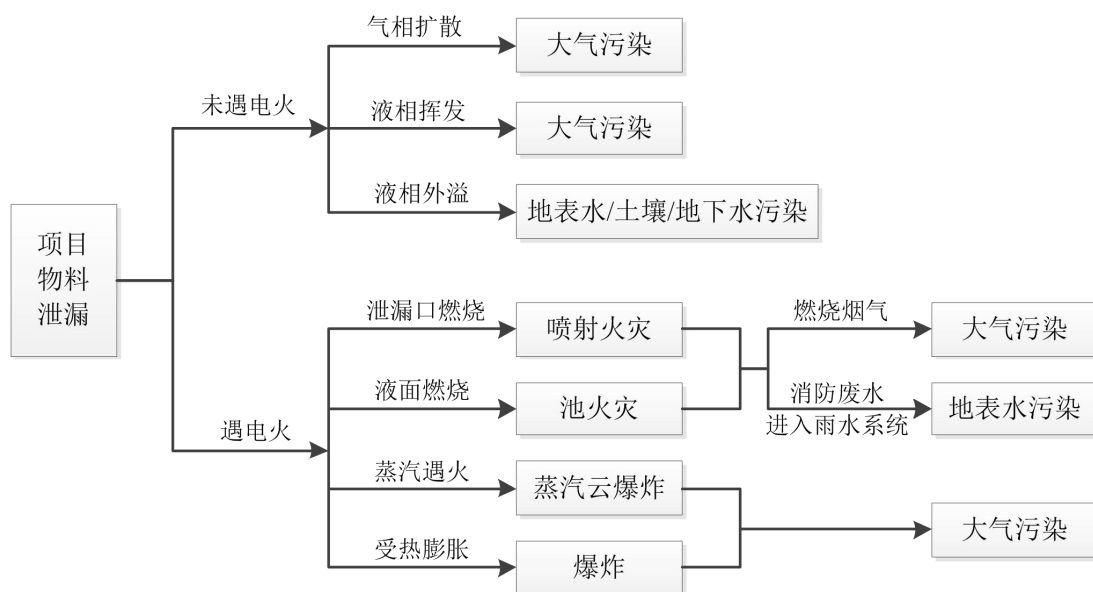 气相扩散
大气污染
未遇电火
液相挥发
大气污染
液相外溢
地表水/土壤/地下水污染
项目
物料
泄漏
泄漏口燃烧
喷射火灾
燃烧烟气
大气污染
液面燃烧
池火灾
消防废水
进入雨水系统
地表水污染
遇电火
蒸汽遇火
蒸汽云爆炸
大气污染
受热膨胀
爆炸